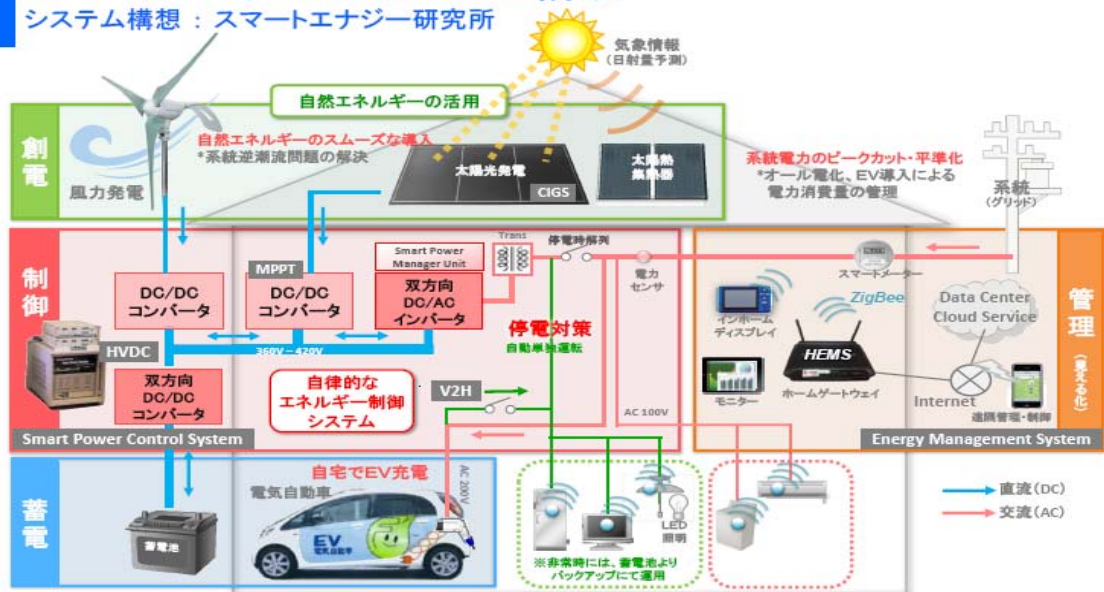 システム構想 : スマートエナジー研究所
気象情報
(日射量予測)
自然エネルギーの活用
創電
自然エネルギーのスムーズな導入
*系統逆潮流問題の解決
風力発電
太陽光発電
CIGS
太陽熱
集熱器
系統電力のピークカット・平準化
*オール電化、EV導入による
電力消費量の管理
系統
(グリッド)
制御
DC/DC
コンバータ
MPPT
DC/DC
コンバータ
Smart Power
Manager Unit
双方向
DC/AC
インバータ
Trans
停電時解列
電力
センサ
スマートメーター
管理
(見える化)
HVDC
360V-420V
停電対策
自動単独運転
インホーム
ディスプレイ
ZigBee
Data Center
Cloud Service
HEMS
双方向
DC/DC
コンバータ
自律的な
エネルギー制御
システム
V2H
AC 100V
モニター
ホームゲートウェイ
Internet
遠隔管理・制御
Smart Power Control System
Energy Management System
蓄電
蓄電池
自宅でEV充電
電気自動車
AC 200V
EV
電気自動車
LED
照明
※非常時には、蓄電池より
バックアップにて運用
直流(DC)
交流(AC)